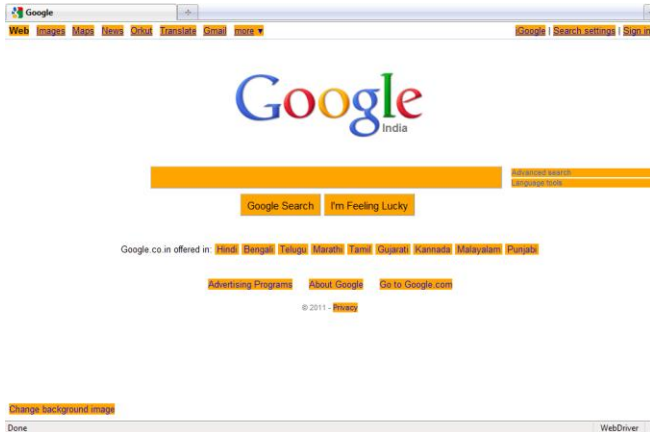 Google
Web Images Maps News Orkut Translate Gmail more ▼ iGoogle | Search settings | Sign in
Google
India
Advanced search
Language tools
Google Search I'm Feeling Lucky
Google.co.in offered in: Hindi Bengali Telugu Marathi Tamil Gujarati Kannada Malayalam Punjabi
Advertising Programs About Google Go to Google.com
© 2011 - Privacy
Change background image
Done WebDriver